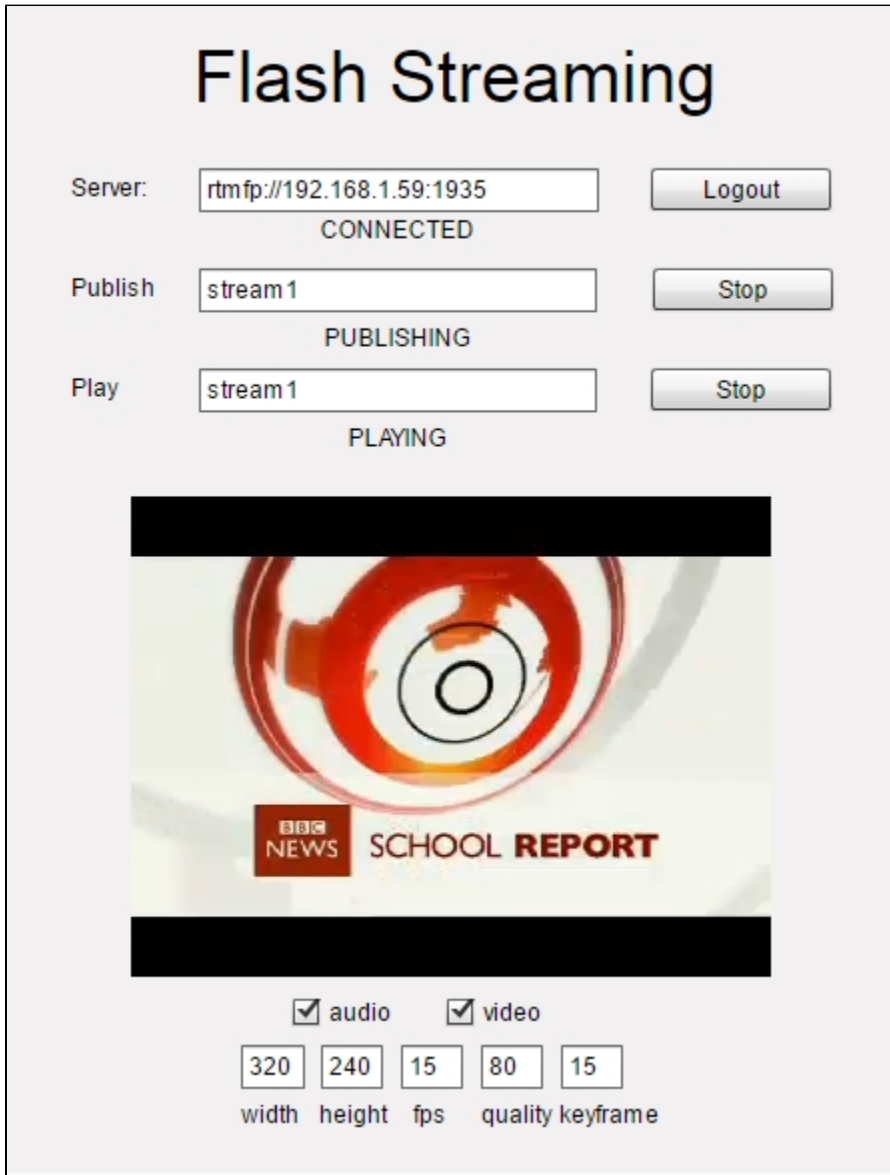 Flash Streaming
Server: rtmfp://192.168.1.59:1935 Logout
CONNECTED
Publish stream1 Stop
PUBLISHING
Play stream1 Stop
PLAYING
BBC
NEWS SCHOOL REPORT
audio video
320 240 15 80 15
width height fps quality keyframe